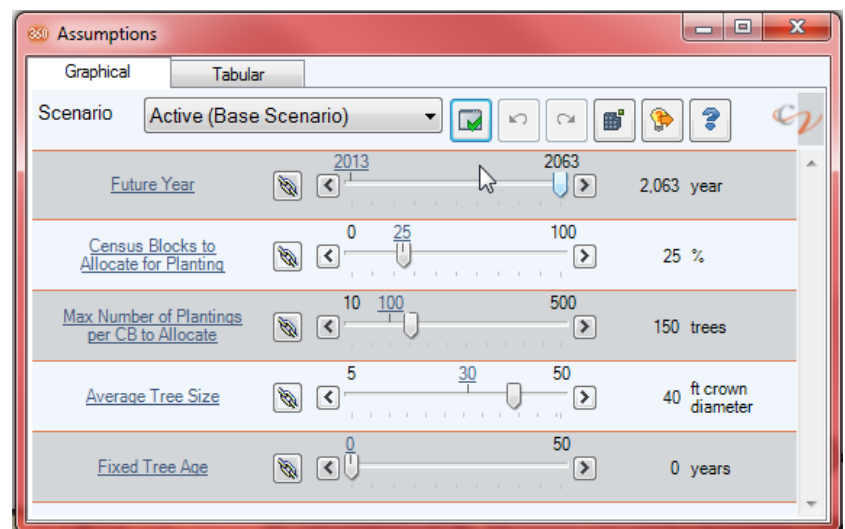 360 Assumptions
Graphical Tabular
Scenario Active (Base Scenario) CV
2013 2063
Future Year 2,063 year
0 25 100
Census Blocks to
Allocate for Planting 25 %
10 100 500
Max Number of Plantings
per CB to Allocate 150 trees
5 30 50
Average Tree Size 40 ft crown
diameter
0 50
Fixed Tree Age 0 years